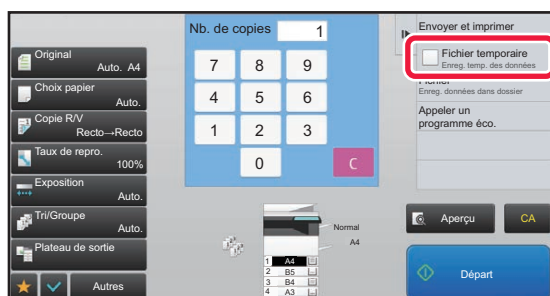 Nb. de copies
1
Envoyer et imprimer
Fichier temporaire
Enreg. temp. des données
Fichier
Enreg. données dans dossier
Appeler un
programme éco.
Original
Auto. A4
Choix papier
Auto.
Copie R/V
Recto→Recto
Taux de repro.
100%
Exposition
Auto.
Tri/Groupe
Auto.
Plateau de sortie
Autres
7 8 9
4 5 6
1 2 3
0 C
Normal
A4
1 A4
2 B5
3 B4
4 A3
Aperçu
CA
Départ